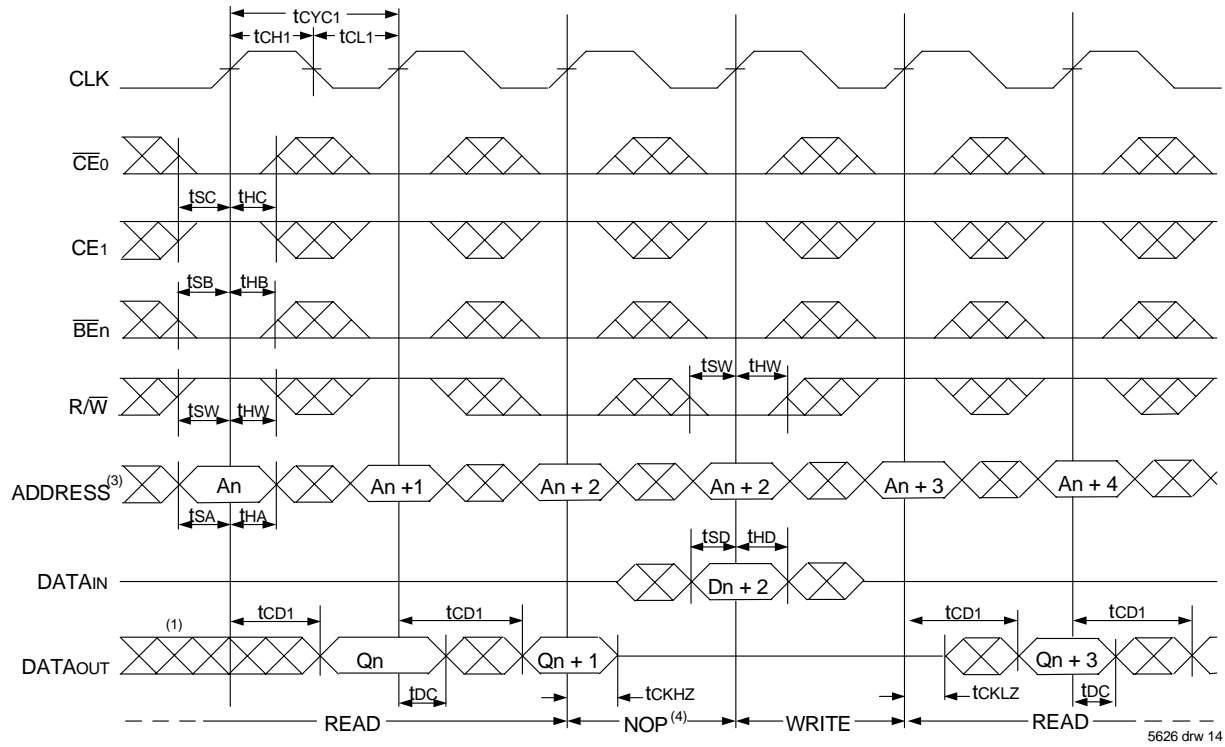 tCYC1
tCH1 tCL1
CLK
CE0
tSC tHC
CE1
tSB tHB
BEn
tSW tHW
R/W
tSW tHW
ADDRESS(3) An An +1 An + 2 An + 2 An + 3 An + 4
tSA tHA
tSD tHD
DATAIN Dn + 2
tCD1 tCD1 tCD1 tCD1
(1)
DATAOUT Qn Qn + 1 Qn + 3
tDC tCKHZ tCKLZ tDC
READ NOP(4) WRITE READ
5626 drw 14